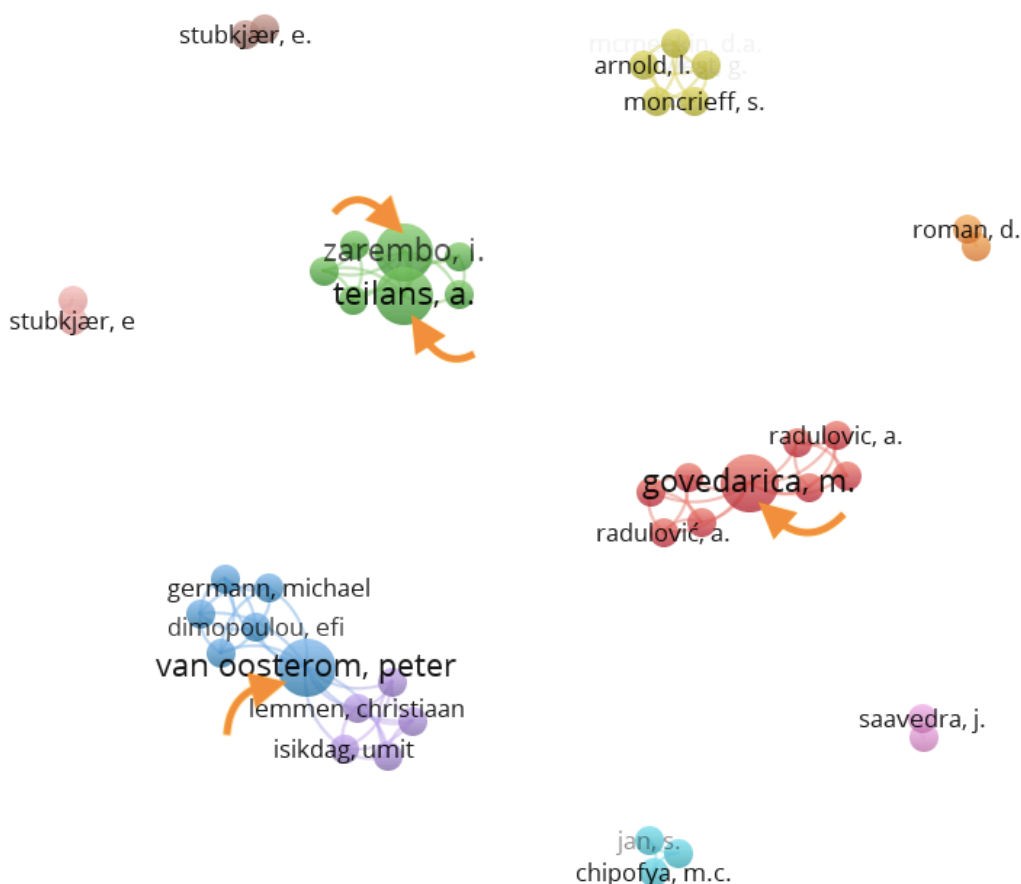 stubkjær, e.
mcmeekin, d.a.
arnold, l.
g.
moncrieff, s.
roman, d.
zarembo, i.
teilans, a.
stubkjær, e
radulovic, a.
govedarica, m.
radulović, a.
germann, michael
dimopoulou, efi
van oosterom, peter
lemmen, christiaan
isikdag, umit
saavedra, j.
jan, s.
chipofya, m.c.